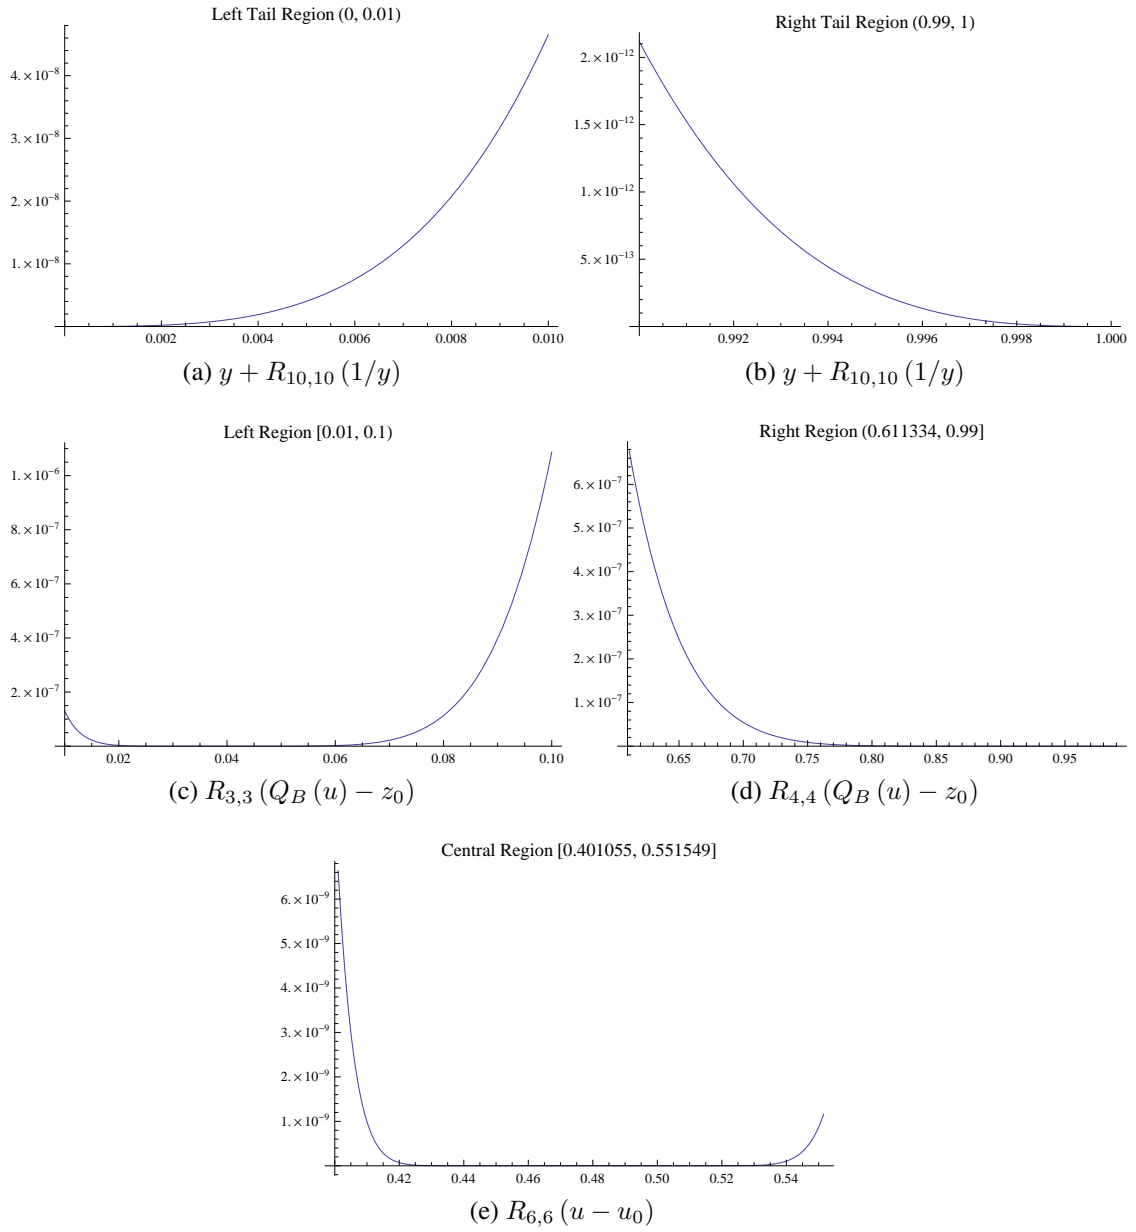 Left Tail Region (0, 0.01)
4. × 10⁻⁸
3. × 10⁻⁸
2. × 10⁻⁸
1. × 10⁻⁸
0.002 0.004 0.006 0.008 0.010
(a) y + R₁₀,₁₀ (1/y)
Right Tail Region (0.99, 1)
2. × 10⁻¹²
1.5 × 10⁻¹²
1. × 10⁻¹²
5. × 10⁻¹³
0.992 0.994 0.996 0.998 1.000
(b) y + R₁₀,₁₀ (1/y)
Left Region [0.01, 0.1)
1. × 10⁻⁶
8. × 10⁻⁷
6. × 10⁻⁷
4. × 10⁻⁷
2. × 10⁻⁷
0.02 0.04 0.06 0.08 0.10
(c) R₃,₃ (Q_B (u) − z₀)
Right Region (0.611334, 0.99]
6. × 10⁻⁷
5. × 10⁻⁷
4. × 10⁻⁷
3. × 10⁻⁷
2. × 10⁻⁷
1. × 10⁻⁷
0.65 0.70 0.75 0.80 0.85 0.90 0.95
(d) R₄,₄ (Q_B (u) − z₀)
Central Region [0.401055, 0.551549]
6. × 10⁻⁹
5. × 10⁻⁹
4. × 10⁻⁹
3. × 10⁻⁹
2. × 10⁻⁹
1. × 10⁻⁹
0.42 0.44 0.46 0.48 0.50 0.52 0.54
(e) R₆,₆ (u − u₀)